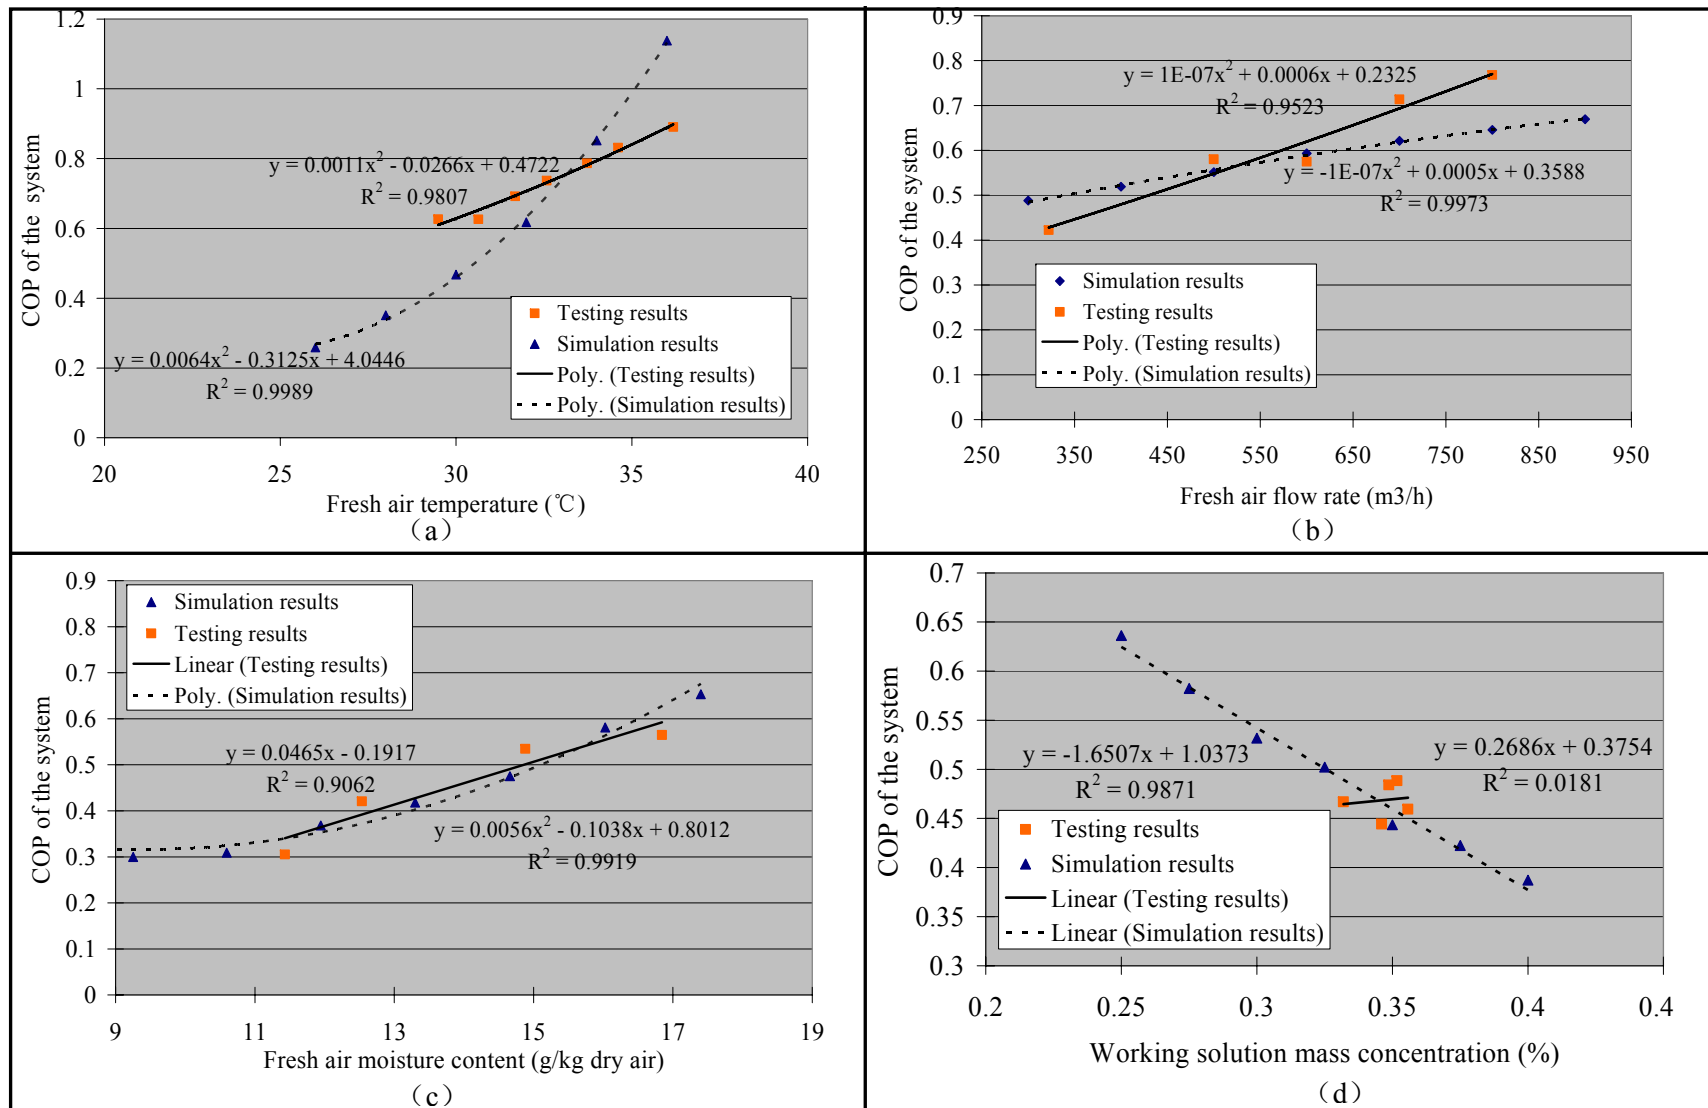 1.2
1
0.8
0.6
0.4
0.2
0
COP of the system
y = 0.0011x² - 0.0266x + 0.4722
R² = 0.9807
y = 0.0064x² - 0.3125x + 4.0446
R² = 0.9989
Testing results
Simulation results
Poly. (Testing results)
Poly. (Simulation results)
20 25 30 35 40
Fresh air temperature (℃)
（a）
0.9
0.8
0.7
0.6
0.5
0.4
0.3
0.2
0.1
0
COP of the system
y = 1E-07x² + 0.0006x + 0.2325
R² = 0.9523
y = -1E-07x² + 0.0005x + 0.3588
R² = 0.9973
Simulation results
Testing results
Poly. (Testing results)
Poly. (Simulation results)
250 350 450 550 650 750 850 950
Fresh air flow rate (m3/h)
（b）
0.9
0.8
0.7
0.6
0.5
0.4
0.3
0.2
0.1
0
COP of the system
Simulation results
Testing results
Linear (Testing results)
Poly. (Simulation results)
y = 0.0465x - 0.1917
R² = 0.9062
y = 0.0056x² - 0.1038x + 0.8012
R² = 0.9919
9 11 13 15 17 19
Fresh air moisture content (g/kg dry air)
（c）
0.7
0.65
0.6
0.55
0.5
0.45
0.4
0.35
0.3
COP of the system
y = -1.6507x + 1.0373
R² = 0.9871
y = 0.2686x + 0.3754
R² = 0.0181
Testing results
Simulation results
Linear (Testing results)
Linear (Simulation results)
0.2 0.25 0.3 0.35 0.4 0.4
Working solution mass concentration (%)
（d）